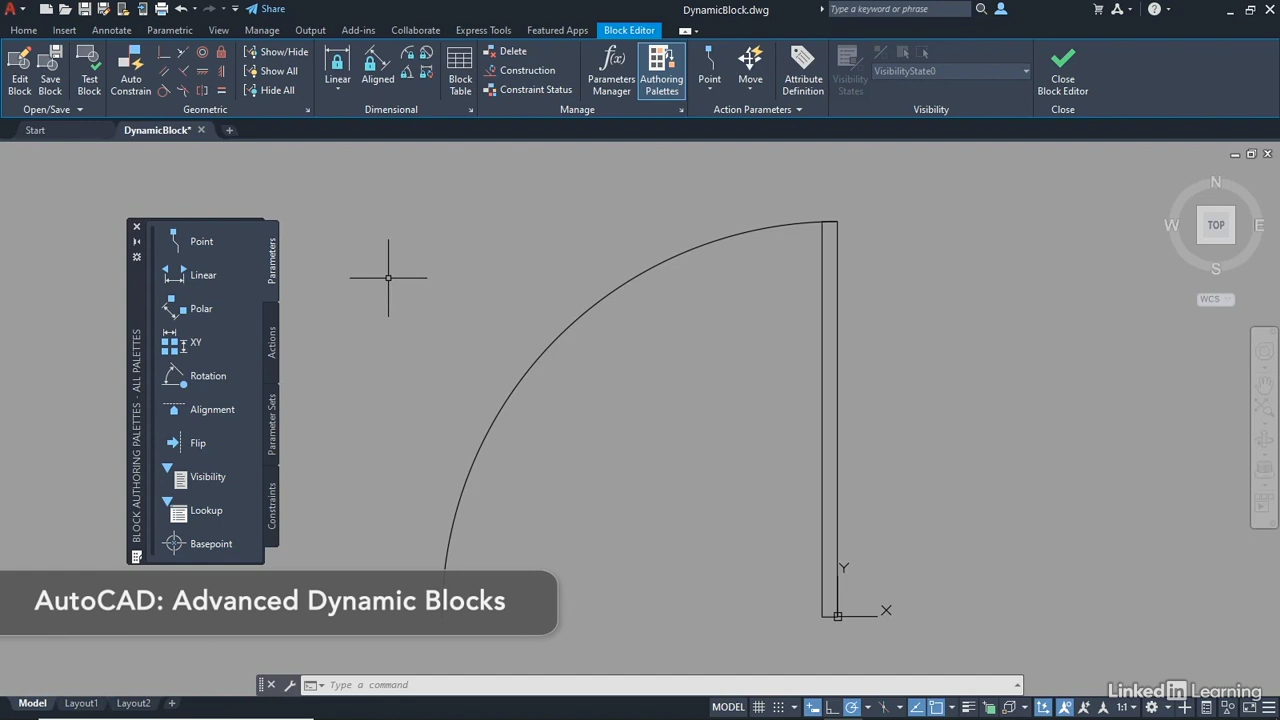 Share
DynamicBlock.dwg
Type a keyword or phrase
Home Insert Annotate Parametric View Manage Output Add-ins Collaborate Express Tools Featured Apps Block Editor
Edit Block
Save Block
Test Block
Auto Constrain
Show/Hide
Show All
Hide All
Linear
Aligned
Block Table
Delete
Construction
Constraint Status
f(x)
Parameters Manager
Authoring Palettes
Point
Move
Attribute Definition
Visibility States
VisibilityState0
Close Block Editor
Open/Save Geometric Dimensional Manage Action Parameters Visibility Close
Start DynamicBlock*
N
W TOP E
S
WCS
BLOCK AUTHORING PALETTES - ALL PALETTES
Point
Linear
Polar
XY
Rotation
Alignment
Flip
Visibility
Lookup
Basepoint
Parameters
Actions
Parameter Sets
Constraints
Y
X
AutoCAD: Advanced Dynamic Blocks
Type a command
LinkedIn Learning
Model Layout1 Layout2
MODEL
1:1